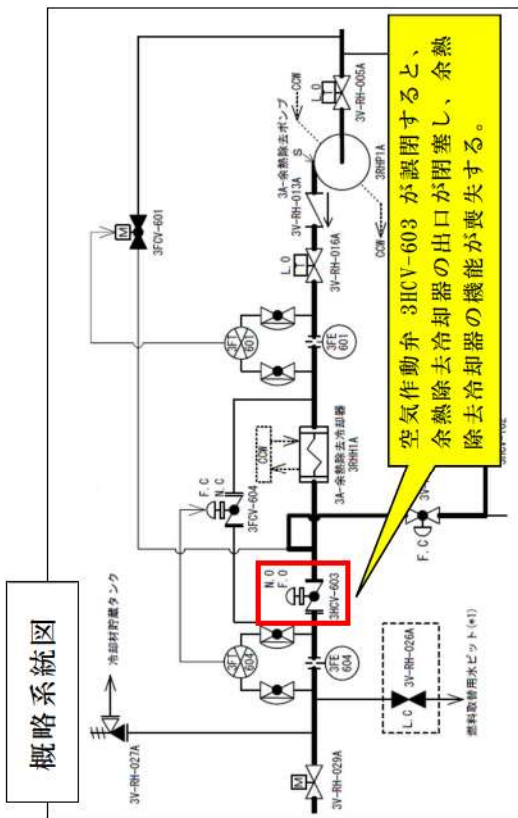 概略系統図
冷却材貯蔵タンク
3V-RH-027A
3V-RH-029A
M
3FT
604
3FE
604
F.C
N.C
3FCV-604
N.O
F.O
3HCV-603
L.C
3V-RH-026A
燃料取替用水ピット(*1)
CCW
3A-余熱除去冷却器
3RHH1A
F.C
3FT
601
3FE
601
M
3FCV-601
L.O
3V-RH-016A
3V-RH-013A
3A-余熱除去ポンプ
S
CCW
CCW
3RHP1A
L.O
3V-RH-005A
空気作動弁 3HCV-603 が誤閉すると、
余熱除去冷却器の出口が閉塞し、余熱
除去冷却器の機能が喪失する。